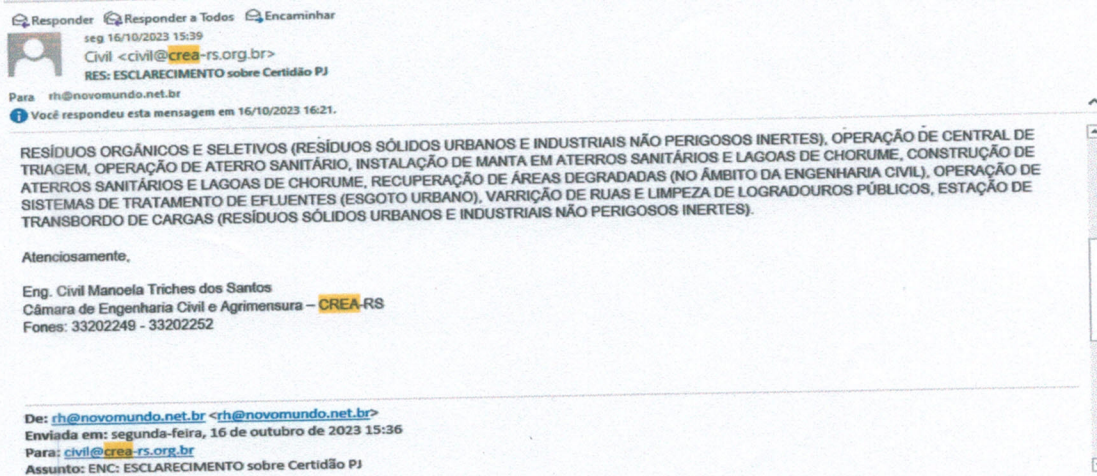 Responder Responder a Todos Encaminhar
seg 16/10/2023 15:39
Civil <civil@crea-rs.org.br>
RES: ESCLARECIMENTO sobre Certidão PJ
Para rh@novomundo.net.br
Você respondeu esta mensagem em 16/10/2023 16:21.
RESÍDUOS ORGÂNICOS E SELETIVOS (RESÍDUOS SÓLIDOS URBANOS E INDUSTRIAIS NÃO PERIGOSOS INERTES), OPERAÇÃO DE CENTRAL DE
TRIAGEM, OPERAÇÃO DE ATERRO SANITÁRIO, INSTALAÇÃO DE MANTA EM ATERROS SANITÁRIOS E LAGOAS DE CHORUME, CONSTRUÇÃO DE
ATERROS SANITÁRIOS E LAGOAS DE CHORUME, RECUPERAÇÃO DE ÁREAS DEGRADADAS (NO ÂMBITO DA ENGENHARIA CIVIL), OPERAÇÃO DE
SISTEMAS DE TRATAMENTO DE EFLUENTES (ESGOTO URBANO), VARRIÇÃO DE RUAS E LIMPEZA DE LOGRADOUROS PÚBLICOS, ESTAÇÃO DE
TRANSBORDO DE CARGAS (RESÍDUOS SÓLIDOS URBANOS E INDUSTRIAIS NÃO PERIGOSOS INERTES).
Atenciosamente,
Eng. Civil Manoela Triches dos Santos
Câmara de Engenharia Civil e Agrimensura – CREA-RS
Fones: 33202249 - 33202252
De: rh@novomundo.net.br <rh@novomundo.net.br>
Enviada em: segunda-feira, 16 de outubro de 2023 15:36
Para: civil@crea-rs.org.br
Assunto: ENC: ESCLARECIMENTO sobre Certidão PJ